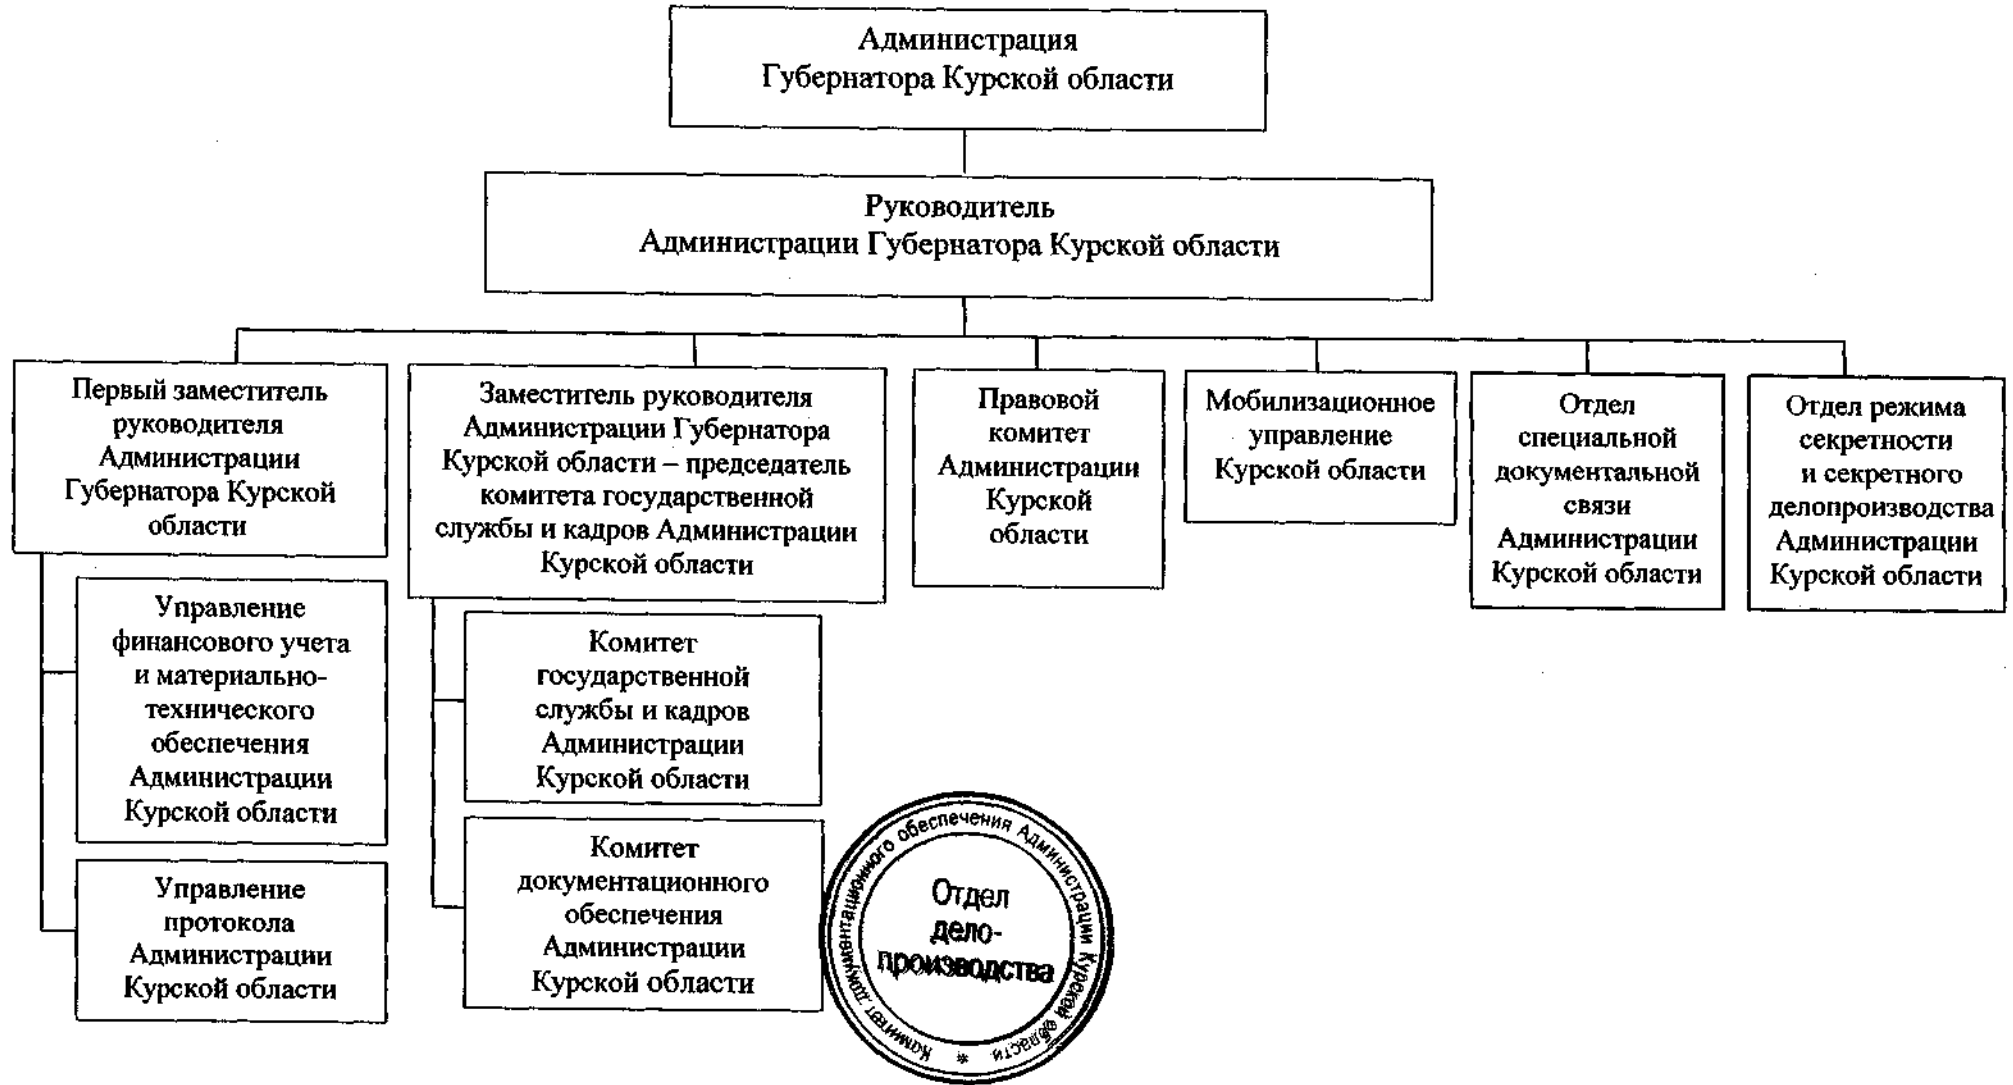 Администрация
Губернатора Курской области
Руководитель
Администрации Губернатора Курской области
Первый заместитель
руководителя
Администрации
Губернатора Курской
области
Заместитель руководителя
Администрации Губернатора
Курской области – председатель
комитета государственной
службы и кадров Администрации
Курской области
Правовой
комитет
Администрации
Курской
области
Мобилизационное
управление
Курской области
Отдел
специальной
документальной
связи
Администрации
Курской области
Отдел режима
секретности
и секретного
делопроизводства
Администрации
Курской области
Управление
финансового учета
и материально-
технического
обеспечения
Администрации
Курской области
Управление
протокола
Администрации
Курской области
Комитет
государственной
службы и кадров
Администрации
Курской области
Комитет
документационного
обеспечения
Администрации
Курской области
Комитет документационного обеспечения Администрации Курской области *
Отдел
дело-
производства